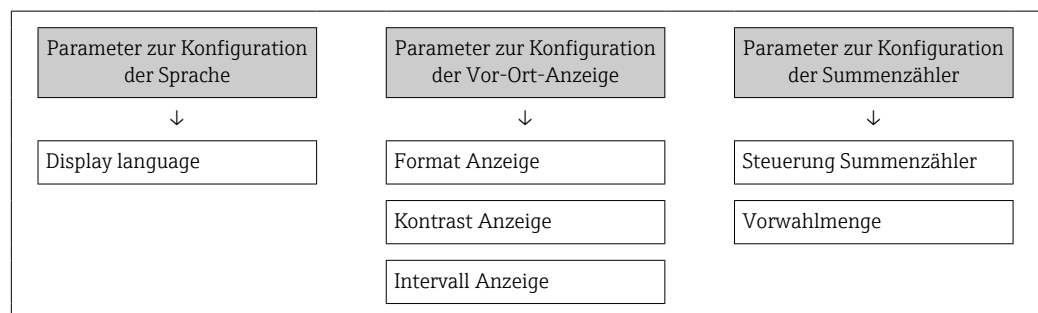 Parameter zur Konfiguration
der Sprache
↓
Display language
Parameter zur Konfiguration
der Vor-Ort-Anzeige
↓
Format Anzeige
Kontrast Anzeige
Intervall Anzeige
Parameter zur Konfiguration
der Summenzähler
↓
Steuerung Summenzähler
Vorwahlmenge